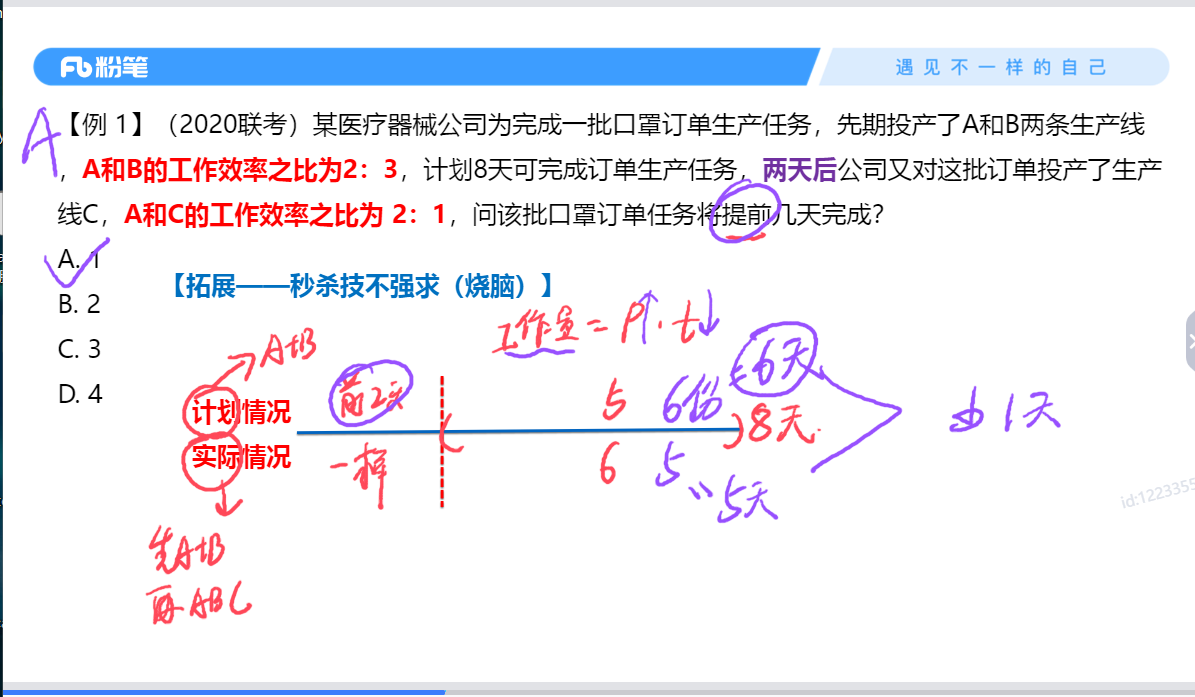 粉笔
遇见不一样的自己
A
【例 1】（2020联考）某医疗器械公司为完成一批口罩订单生产任务，先期投产了A和B两条生产线
，A和B的工作效率之比为2：3，计划8天可完成订单生产任务，两天后公司又对这批订单投产了生产
线C，A和C的工作效率之比为 2：1，问该批口罩订单任务将提前几天完成？
A. 1
B. 2
C. 3
D. 4
【拓展——秒杀技不强求（烧脑）】
工作量 = P↑·t↓
A+B
计划情况
前2天
5 6份 = 6天
8天
实际情况
一样
6 5〃 5天
1天
先A+B
再ABC
id:1223355